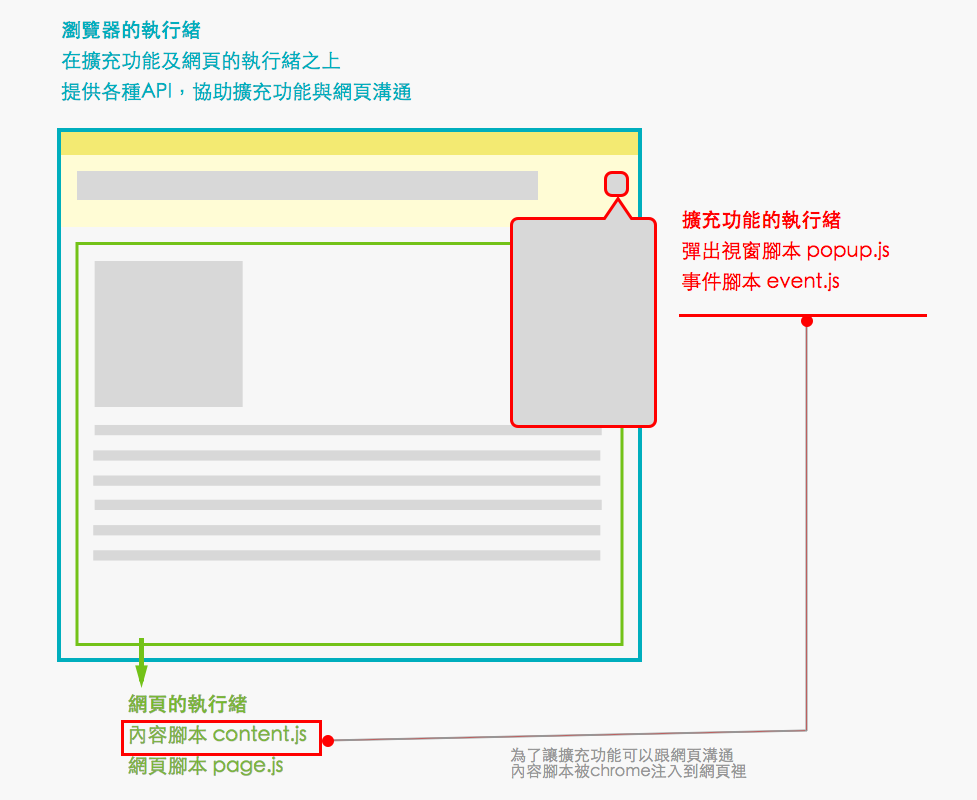 瀏覽器的執行緒
在擴充功能及網頁的執行緒之上
提供各種API，協助擴充功能與網頁溝通
擴充功能的執行緒
彈出視窗腳本 popup.js
事件腳本 event.js
網頁的執行緒
內容腳本 content.js
網頁腳本 page.js
為了讓擴充功能可以跟網頁溝通
內容腳本被chrome注入到網頁裡